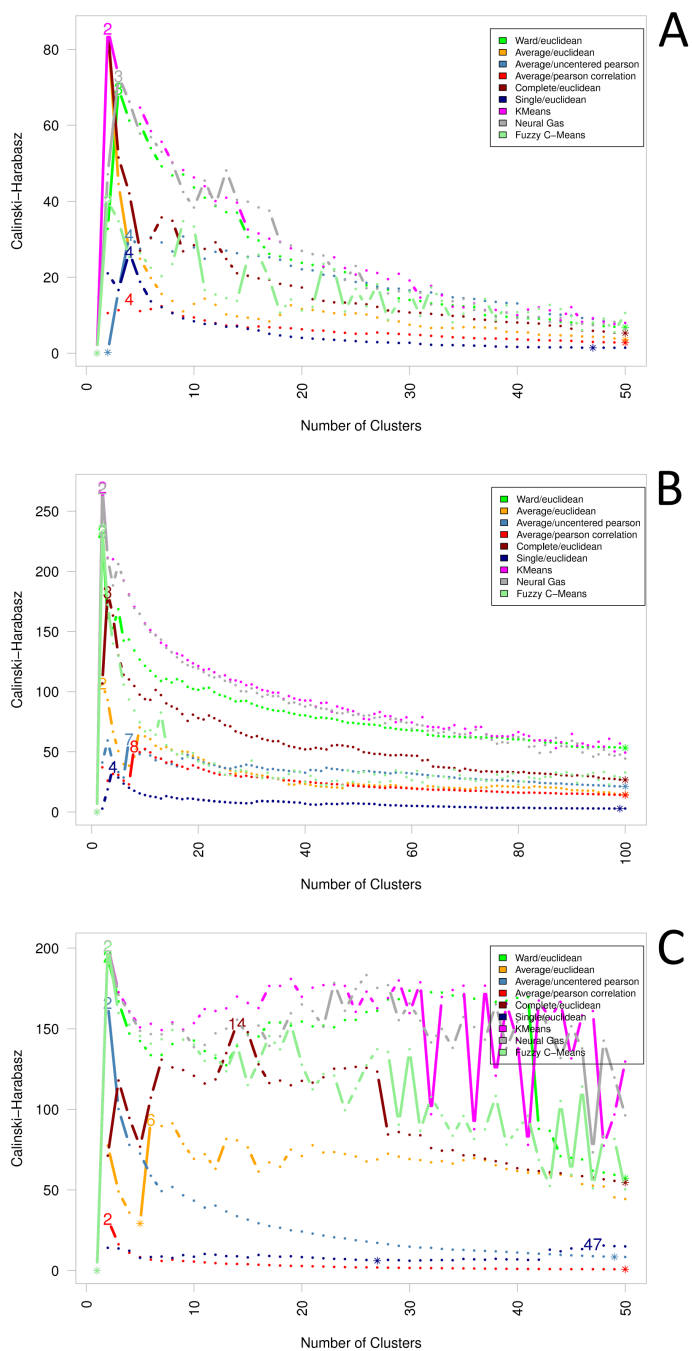 A
2
3
3
4
4
4
4
Ward/euclidean
Average/euclidean
Average/uncentered pearson
Average/pearson correlation
Complete/euclidean
Single/euclidean
KMeans
Neural Gas
Fuzzy C−Means
Calinski−Harabasz
80
60
40
20
0
0
10
20
30
40
50
Number of Clusters
B
2
2
3
2
7
8
4
Ward/euclidean
Average/euclidean
Average/uncentered pearson
Average/pearson correlation
Complete/euclidean
Single/euclidean
KMeans
Neural Gas
Fuzzy C−Means
Calinski−Harabasz
250
200
150
100
50
0
0
20
40
60
80
100
Number of Clusters
C
2
2
2
14
6
2
47
Ward/euclidean
Average/euclidean
Average/uncentered pearson
Average/pearson correlation
Complete/euclidean
Single/euclidean
KMeans
Neural Gas
Fuzzy C−Means
Calinski−Harabasz
200
150
100
50
0
0
10
20
30
40
50
Number of Clusters